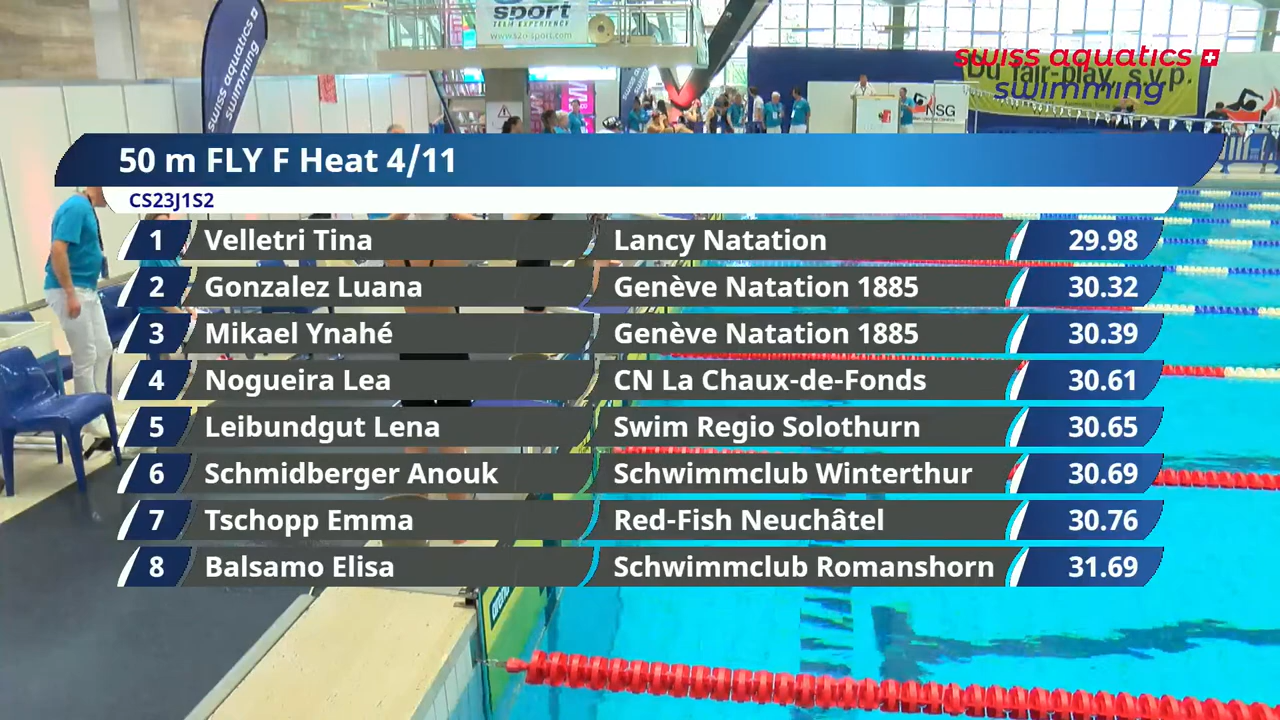 sport
TEAM EXPERIENCE
swiss aquatics
swimming
swiss aquatics
swimming
Du fair-play, s.v.p.
NSG
50 m FLY F Heat 4/11
CS23J1S2
1 Velletri Tina Lancy Natation 29.98
2 Gonzalez Luana Genève Natation 1885 30.32
3 Mikael Ynahé Genève Natation 1885 30.39
4 Nogueira Lea CN La Chaux-de-Fonds 30.61
5 Leibundgut Lena Swim Regio Solothurn 30.65
6 Schmidberger Anouk Schwimmclub Winterthur 30.69
7 Tschopp Emma Red-Fish Neuchâtel 30.76
8 Balsamo Elisa Schwimmclub Romanshorn 31.69
arena